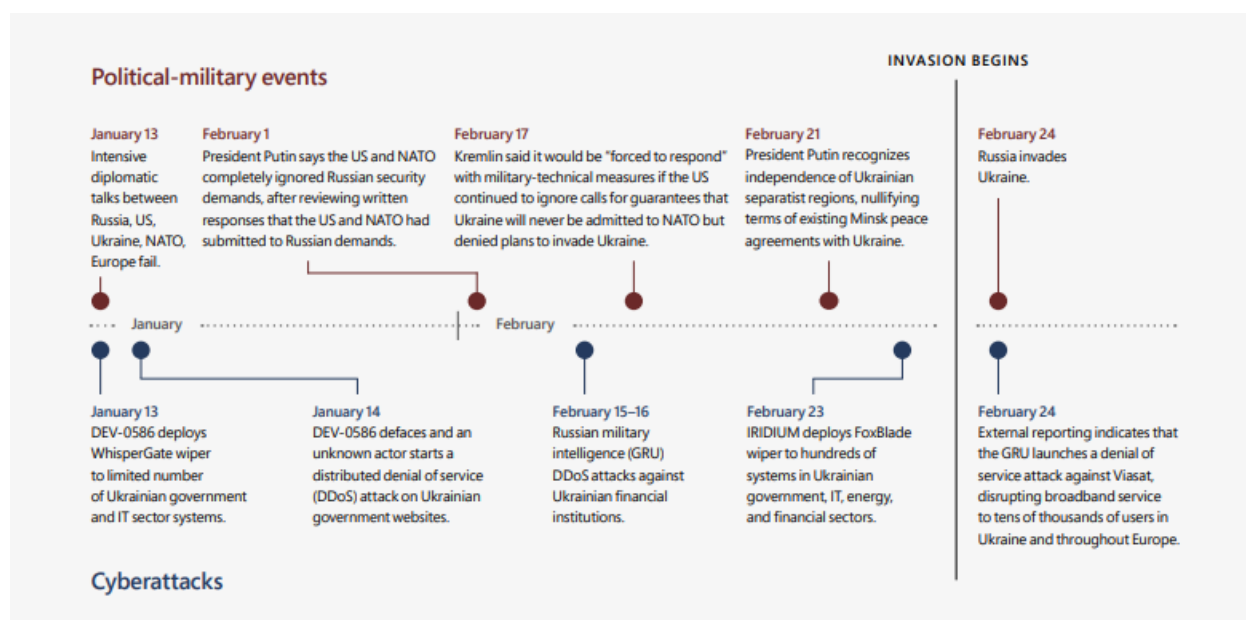 INVASION BEGINS
Political-military events
January 13
Intensive
diplomatic
talks between
Russia, US,
Ukraine, NATO,
Europe fail.
February 1
President Putin says the US and NATO
completely ignored Russian security
demands, after reviewing written
responses that the US and NATO had
submitted to Russian demands.
February 17
Kremlin said it would be “forced to respond”
with military-technical measures if the US
continued to ignore calls for guarantees that
Ukraine will never be admitted to NATO but
denied plans to invade Ukraine.
February 21
President Putin recognizes
independence of Ukrainian
separatist regions, nullifying
terms of existing Minsk peace
agreements with Ukraine.
February 24
Russia invades
Ukraine.
January
February
January 13
DEV-0586 deploys
WhisperGate wiper
to limited number
of Ukrainian government
and IT sector systems.
January 14
DEV-0586 defaces and an
unknown actor starts a
distributed denial of service
(DDoS) attack on Ukrainian
government websites.
February 15–16
Russian military
intelligence (GRU)
DDoS attacks against
Ukrainian financial
institutions.
February 23
IRIDIUM deploys FoxBlade
wiper to hundreds of
systems in Ukrainian
government, IT, energy,
and financial sectors.
February 24
External reporting indicates that
the GRU launches a denial of
service attack against Viasat,
disrupting broadband service
to tens of thousands of users in
Ukraine and throughout Europe.
Cyberattacks